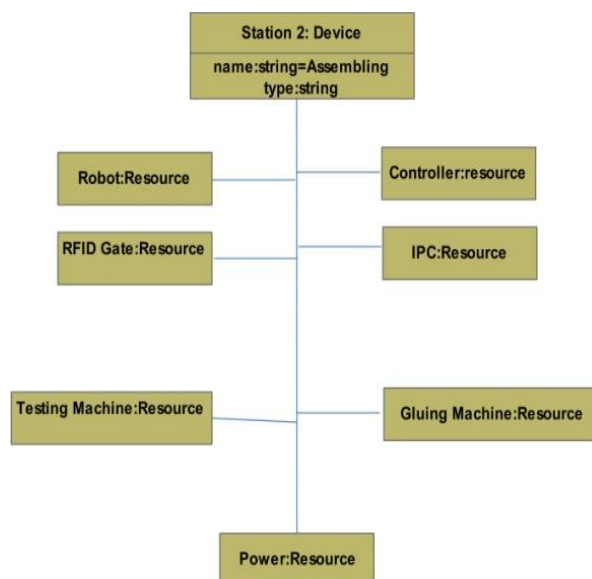 Station 2: Device
name:string=Assembling
type:string
Robot:Resource
Controller:resource
RFID Gate:Resource
IPC:Resource
Testing Machine:Resource
Gluing Machine:Resource
Power:Resource